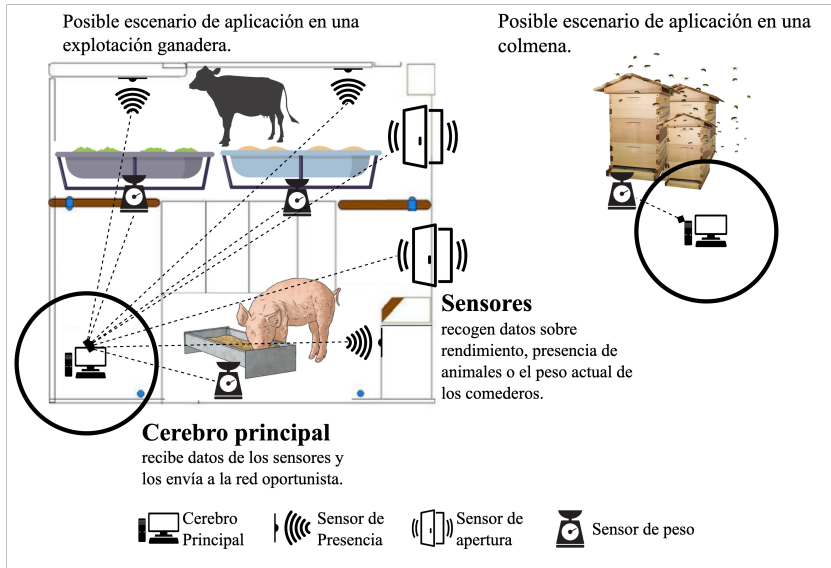 Posible escenario de aplicación en una
explotación ganadera.
Posible escenario de aplicación en una
colmena.
Sensores
recogen datos sobre
rendimiento, presencia de
animales o el peso actual de
los comederos.
Cerebro principal
recibe datos de los sensores y
los envía a la red oportunista.
Cerebro
Principal
Sensor de
Presencia
Sensor de
apertura
Sensor de peso